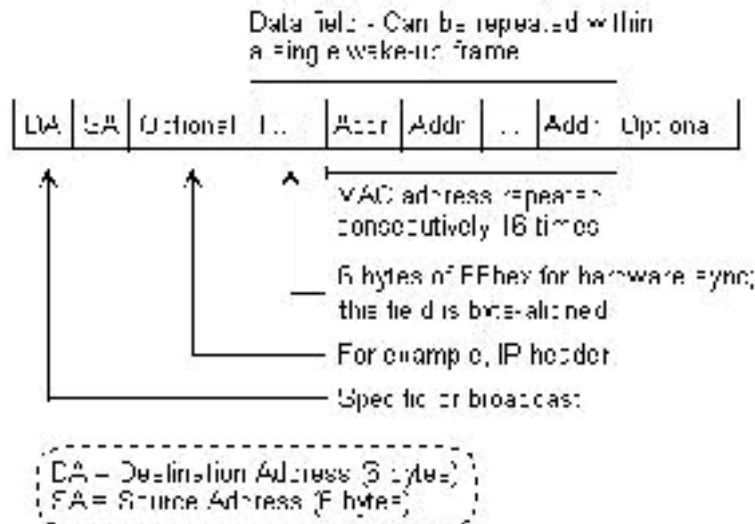 Data field - Can be repeated within
a single wake-up frame
DA SA Optional Addr Addr ... Addr Optional
MAC address repeated
consecutively 16 times
6 bytes of FFhex for hardware sync;
this field is byte-aligned
For example, IP header
Specific or broadcast
DA = Destination Address (6 bytes)
SA = Source Address (6 bytes)